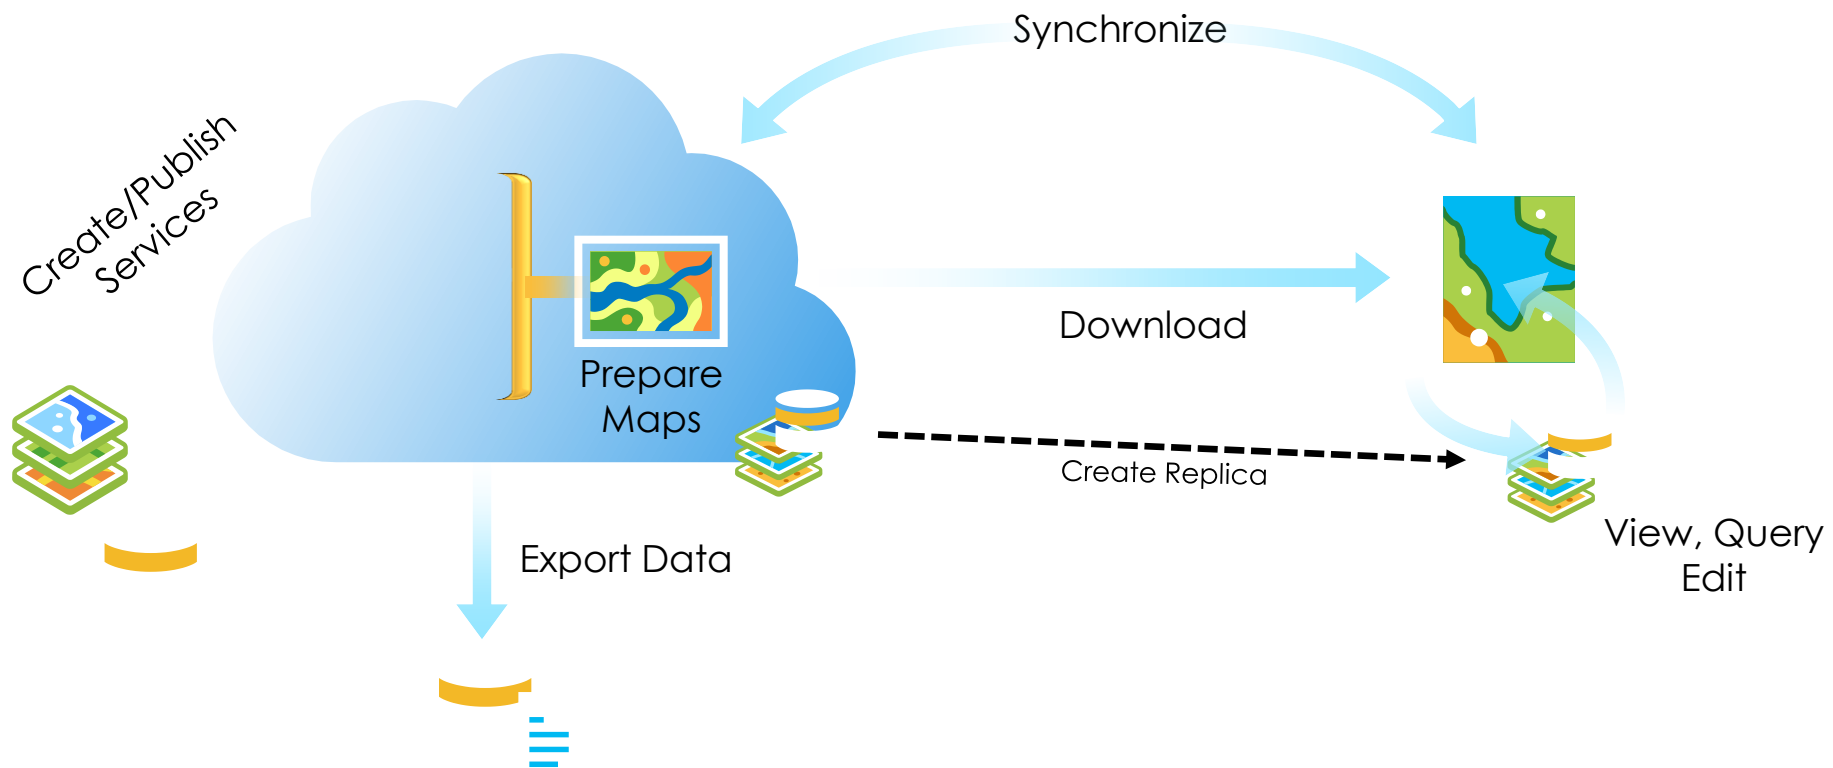 Synchronize
Create/Publish
Services
Download
Prepare
Maps
Create Replica
Export Data
View, Query
Edit